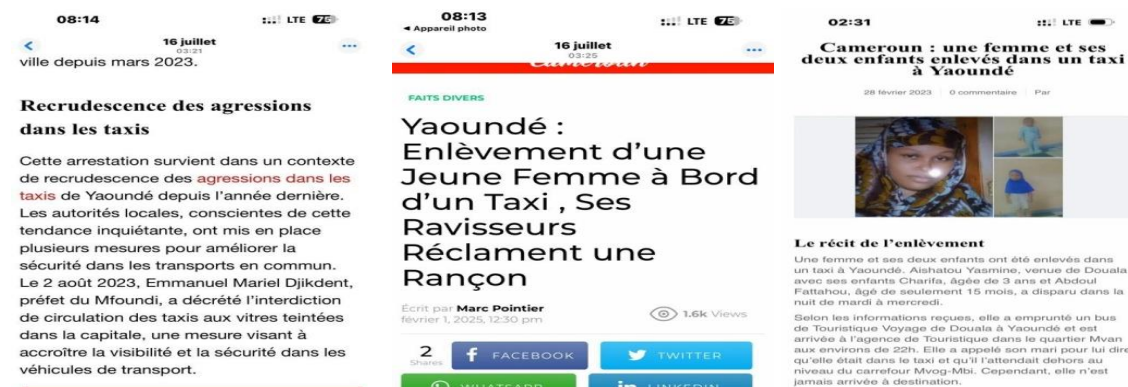 08:14
LTE 75
16 juillet
03:21
ville depuis mars 2023.
Recrudescence des agressions
dans les taxis
Cette arrestation survient dans un contexte
de recrudescence des agressions dans les
taxis de Yaoundé depuis l'année dernière.
Les autorités locales, conscientes de cette
tendance inquiétante, ont mis en place
plusieurs mesures pour améliorer la
sécurité dans les transports en commun.
Le 2 août 2023, Emmanuel Mariel Djikdent,
préfet du Mfoundi, a décrété l'interdiction
de circulation des taxis aux vitres teintées
dans la capitale, une mesure visant à
accroître la visibilité et la sécurité dans les
véhicules de transport.
08:13
LTE 75
Appareil photo
16 juillet
03:25
Cameroun
FAITS DIVERS
Yaoundé :
Enlèvement d'une
Jeune Femme à Bord
d'un Taxi , Ses
Ravisseurs
Réclament une
Rançon
Écrit par Marc Pointier
février 1, 2025, 12:30 pm
1.6k Views
2
Shares
FACEBOOK
TWITTER
WHATSAPP
LINKEDIN
02:31
LTE
Cameroun : une femme et ses
deux enfants enlevés dans un taxi
à Yaoundé
28 février 2023 0 commentaire Par
Le récit de l'enlèvement
Une femme et ses deux enfants ont été enlevés dans
un taxi à Yaoundé. Aishatou Yasmine, venue de Douala
avec ses enfants Charifa, âgée de 3 ans et Abdoul
Fattahou, âgé de seulement 15 mois, a disparu dans la
nuit de mardi à mercredi.
Selon les informations reçues, elle a emprunté un bus
de Touristique Voyage de Douala à Yaoundé et est
arrivée à l'agence de Touristique dans le quartier Mvan
aux environs de 22h. Elle a appelé son mari pour lui dire
qu'elle était dans le taxi et qu'il l'attendait dehors au
niveau du carrefour Mvog-Mbi. Cependant, elle n'est
jamais arrivée à destination.